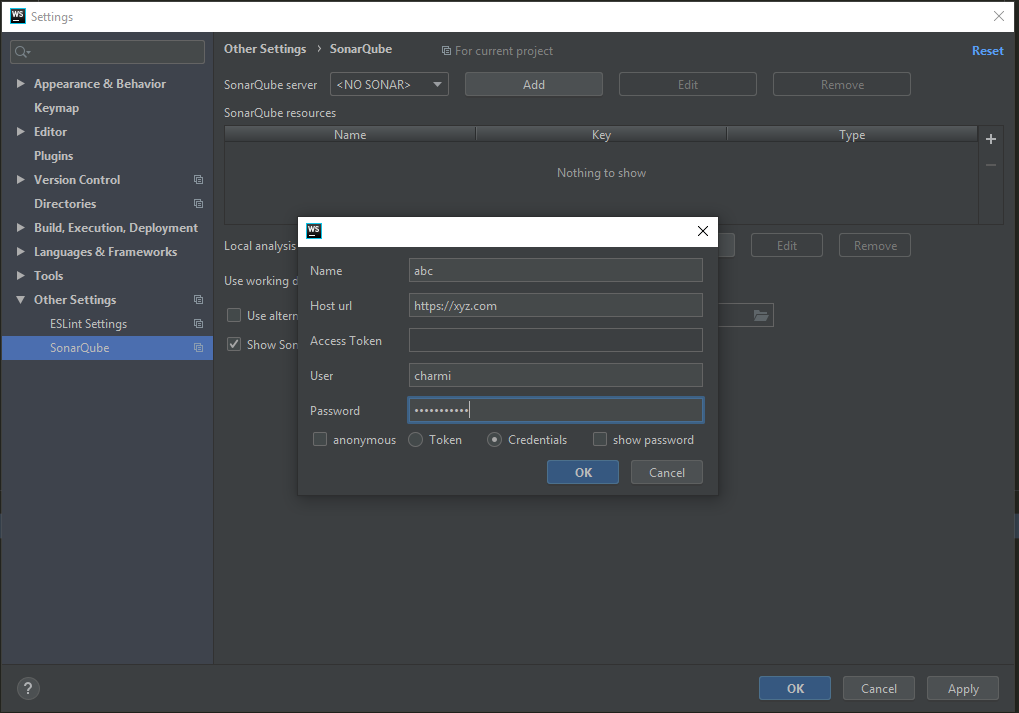 WS Settings
Other Settings › SonarQube For current project Reset
Appearance & Behavior
Keymap
Editor
Plugins
Version Control
Directories
Build, Execution, Deployment
Languages & Frameworks
Tools
Other Settings
ESLint Settings
SonarQube
SonarQube server <NO SONAR> Add Edit Remove
SonarQube resources
Name Key Type
Nothing to show
Local analysis Edit Remove
Use working
Use altern
Show Son
WS
Name abc
Host url https://xyz.com
Access Token
User charmi
Password •••••••••••
anonymous Token Credentials show password
OK Cancel
? OK Cancel Apply